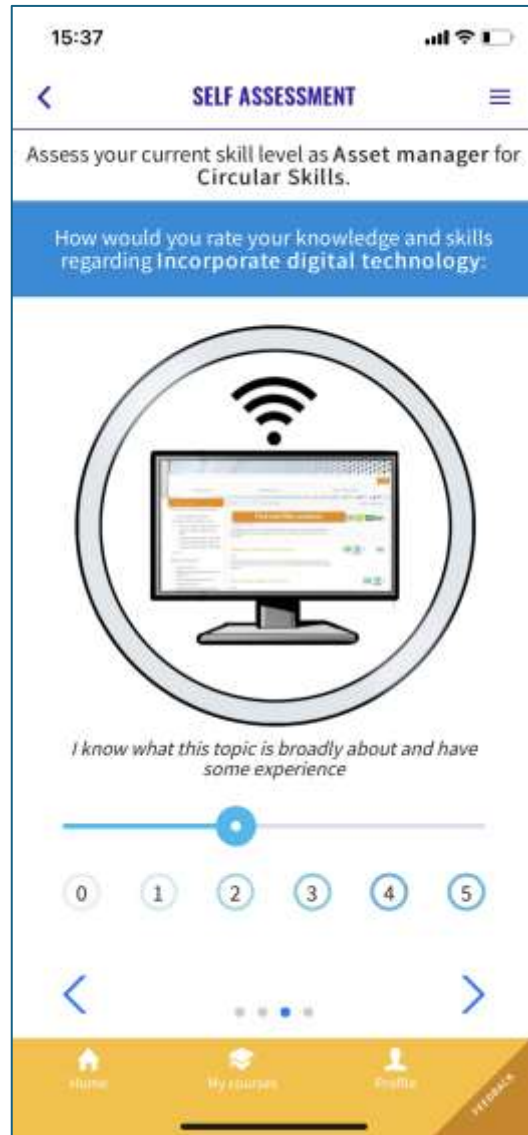 15:37
SELF ASSESSMENT
Assess your current skill level as Asset manager for
Circular Skills.
How would you rate your knowledge and skills
regarding Incorporate digital technology:
I know what this topic is broadly about and have
some experience
0 1 2 3 4 5
Home My courses Profile
FEEDBACK